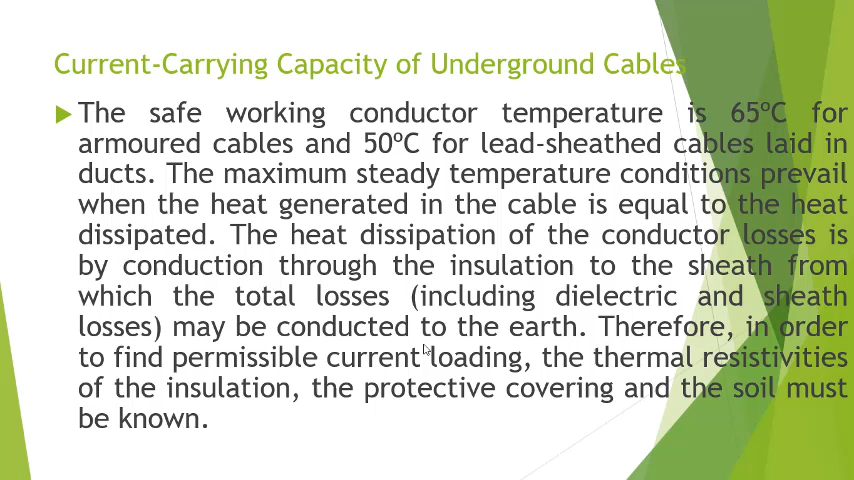 Current-Carrying Capacity of Underground Cables
The safe working conductor temperature is 65ºC for
armoured cables and 50ºC for lead-sheathed cables laid in
ducts. The maximum steady temperature conditions prevail
when the heat generated in the cable is equal to the heat
dissipated. The heat dissipation of the conductor losses is
by conduction through the insulation to the sheath from
which the total losses (including dielectric and sheath
losses) may be conducted to the earth. Therefore, in order
to find permissible current loading, the thermal resistivities
of the insulation, the protective covering and the soil must
be known.